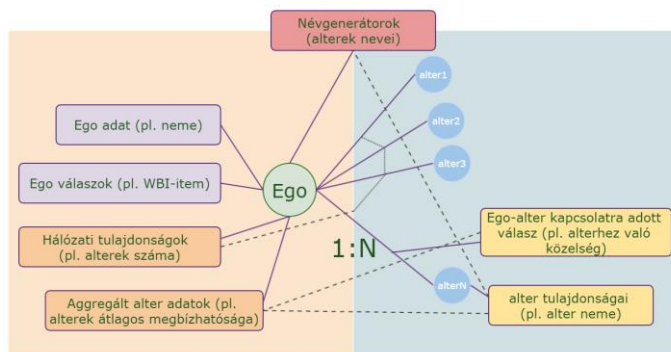 Névgenerátorok
(alterek nevei)
alter1
Ego adat (pl. neme)
alter2
alter3
Ego válaszok (pl. WBI-item)
Ego
Ego-alter kapcsolatra adott
válasz (pl. alterhez való
közelség)
Hálózati tulajdonságok
(pl. alterek száma)
1:N
alterN
Aggregált alter adatok (pl.
alterek átlagos megbízhatósága)
alter tulajdonságai
(pl. alter neme)